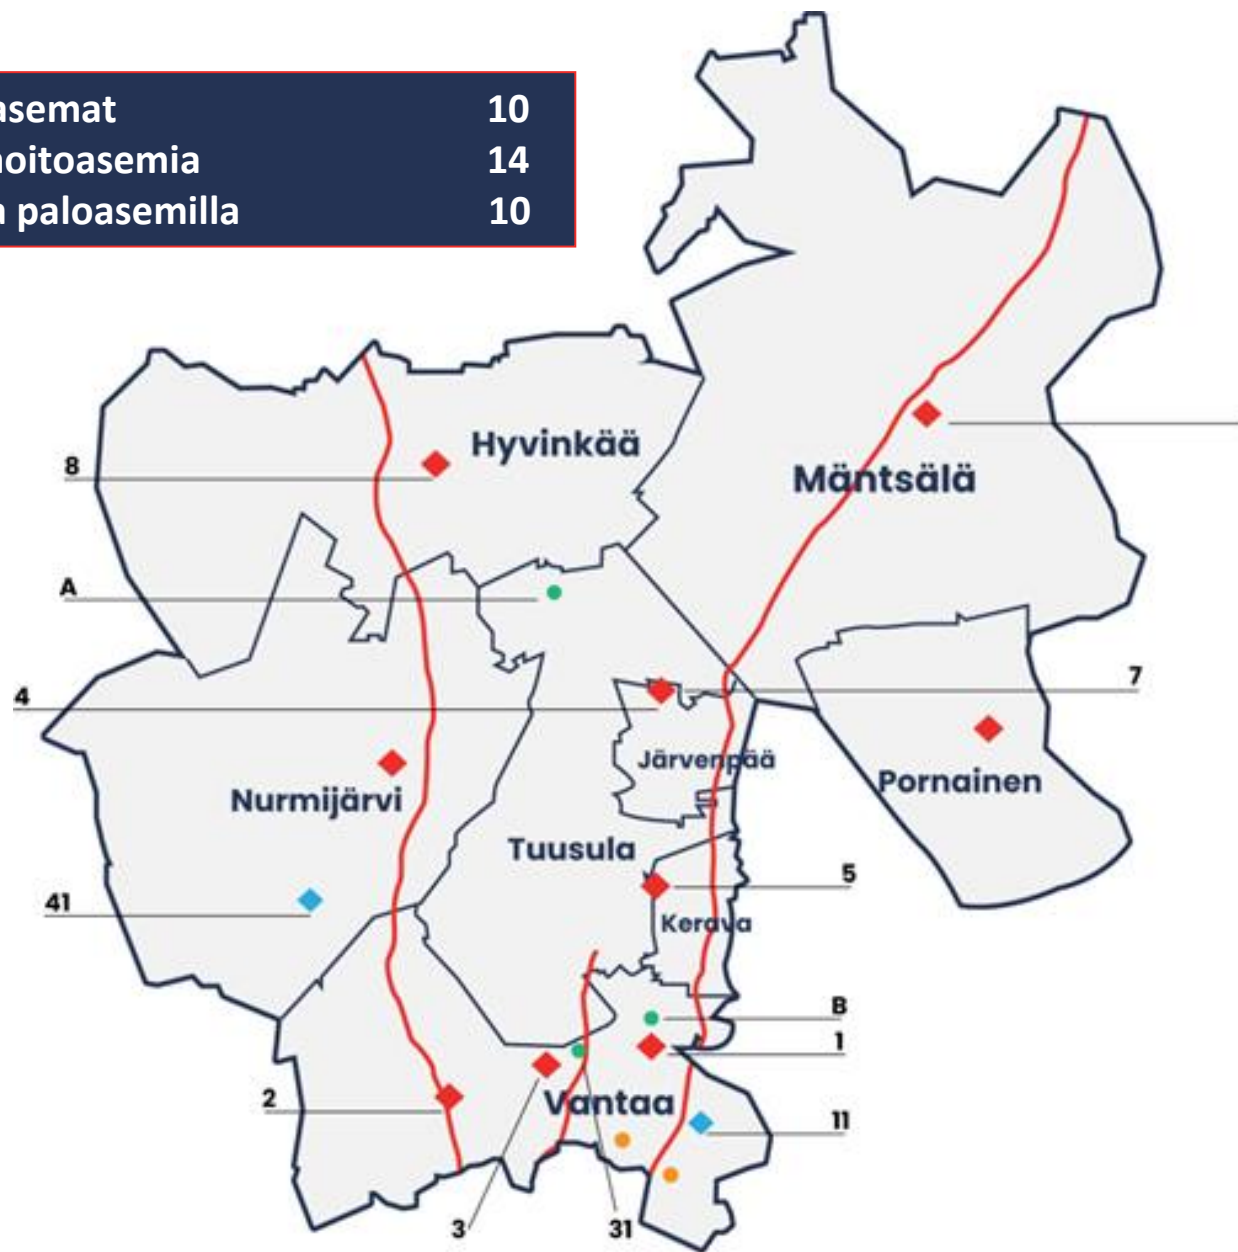 asemat 10
noitoasemia 14
paloasemilla 10
Hyvinkää
8
Mäntsälä
A
4
7
Järvenpää
Pornainen
Nurmijärvi
Tuusula
5
41
Kerava
B
1
2
Vantaa
11
3
31